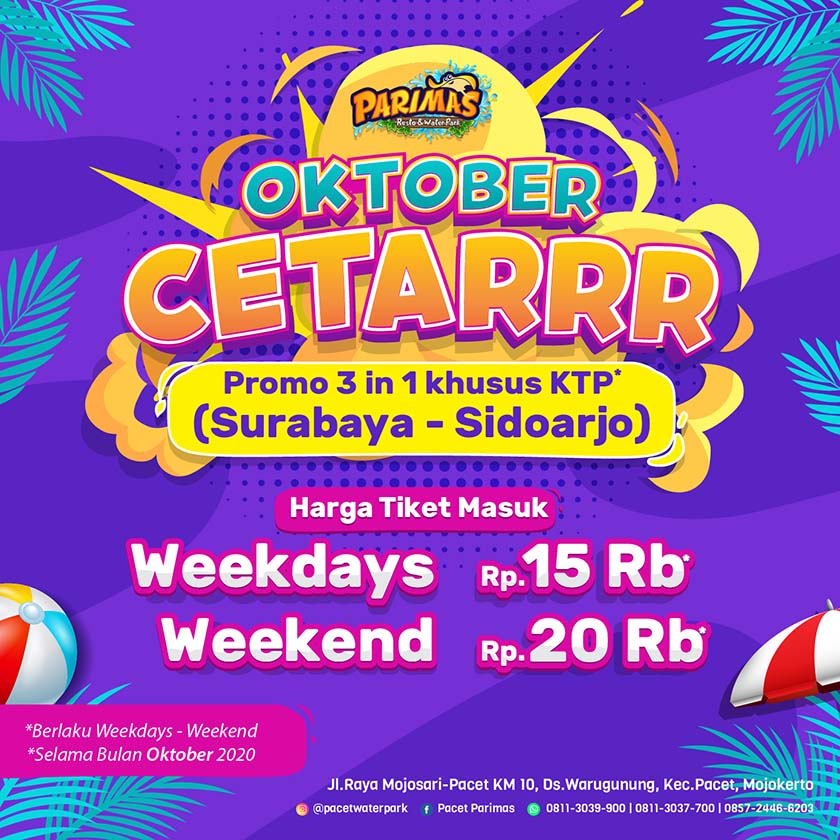 PARIMAS
Resto & WaterPark
OKTOBER
CETARRR
Promo 3 in 1 khusus KTP*
(Surabaya - Sidoarjo)
Harga Tiket Masuk
Weekdays Rp.15 Rb*
Weekend Rp.20 Rb*
*Berlaku Weekdays - Weekend
*Selama Bulan Oktober 2020
Jl.Raya Mojosari-Pacet KM 10, Ds.Warugunung, Kec.Pacet, Mojokerto
@pacetwaterpark Pacet Parimas 0811-3039-900 | 0811-3037-700 | 0857-2446-6203